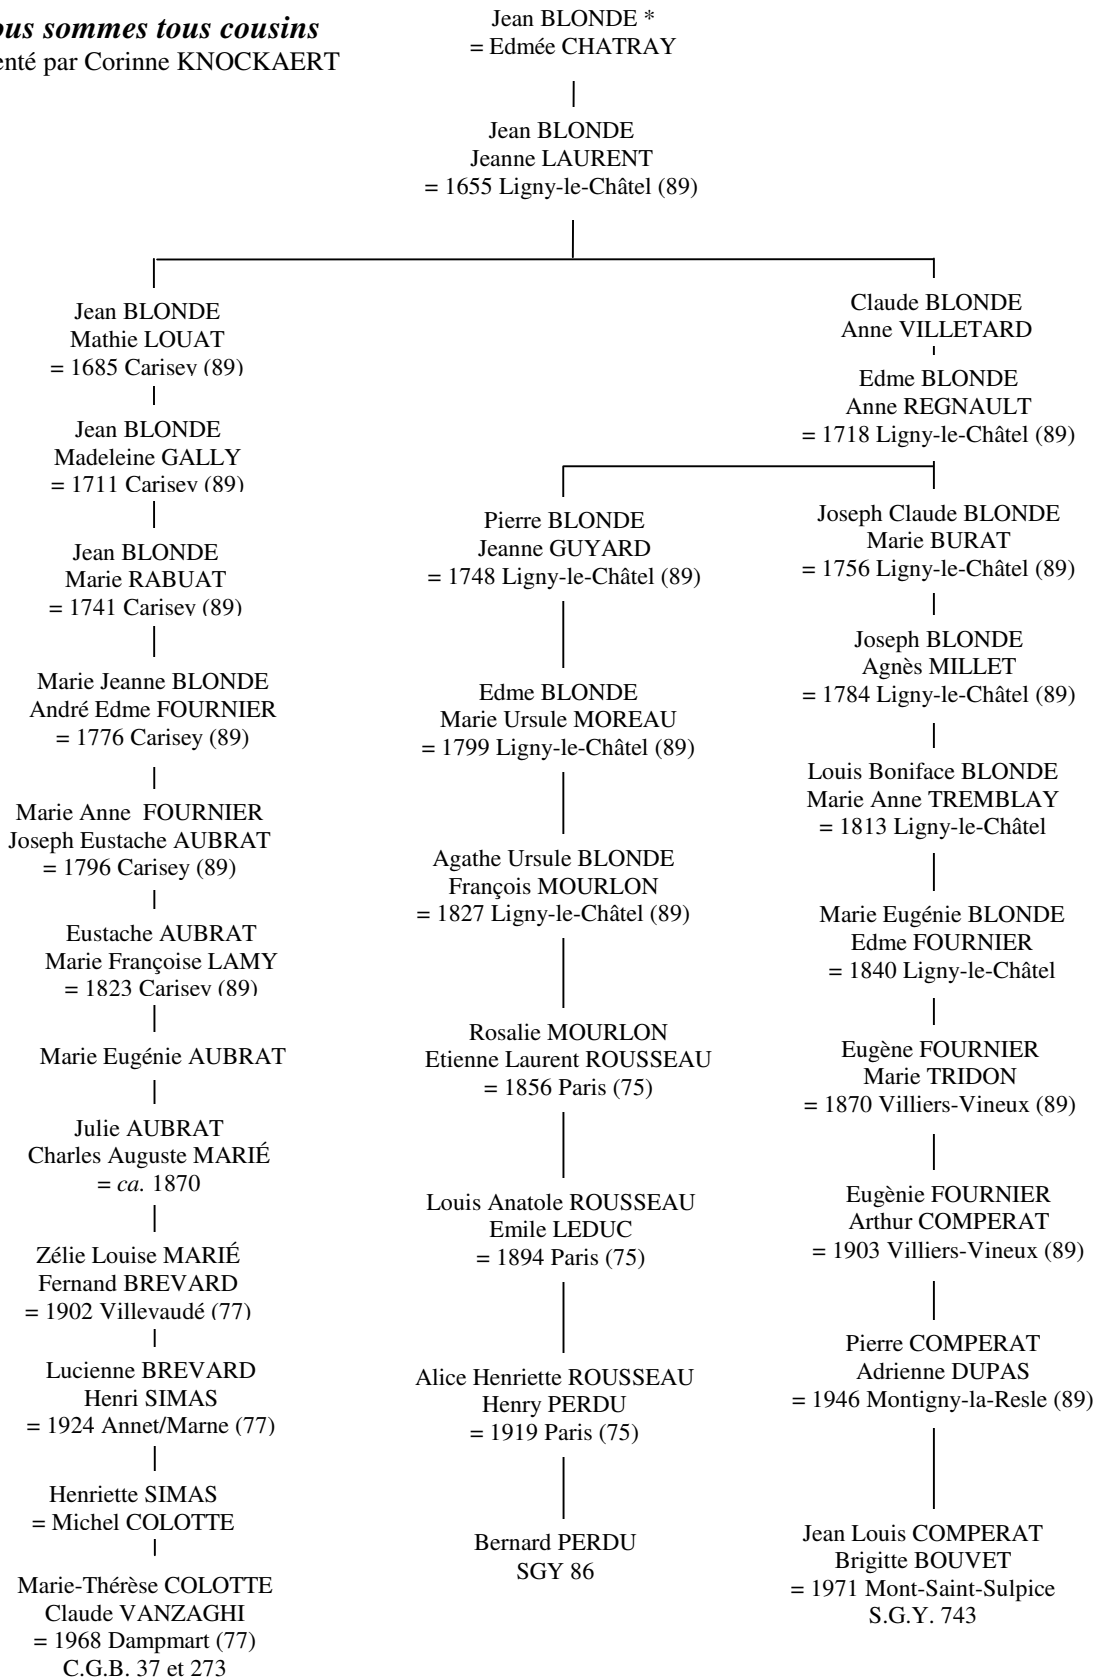 ous sommes tous cousins
enté par Corinne KNOCKAERT
Jean BLONDE *
= Edmée CHATRAY
Jean BLONDE
Jeanne LAURENT
= 1655 Ligny-le-Châtel (89)
Jean BLONDE
Mathie LOUAT
= 1685 Carisey (89)
Jean BLONDE
Madeleine GALLY
= 1711 Carisey (89)
Jean BLONDE
Marie RABUAT
= 1741 Carisey (89)
Marie Jeanne BLONDE
André Edme FOURNIER
= 1776 Carisey (89)
Marie Anne FOURNIER
Joseph Eustache AUBRAT
= 1796 Carisey (89)
Eustache AUBRAT
Marie Françoise LAMY
= 1823 Carisey (89)
Marie Eugénie AUBRAT
Julie AUBRAT
Charles Auguste MARIÉ
= ca. 1870
Zélie Louise MARIÉ
Fernand BREVARD
= 1902 Villevaudé (77)
Lucienne BREVARD
Henri SIMAS
= 1924 Annet/Marne (77)
Henriette SIMAS
= Michel COLOTTE
Marie-Thérèse COLOTTE
Claude VANZAGHI
= 1968 Dampmart (77)
C.G.B. 37 et 273
Claude BLONDE
Anne VILLETARD
Edme BLONDE
Anne REGNAULT
= 1718 Ligny-le-Châtel (89)
Pierre BLONDE
Jeanne GUYARD
= 1748 Ligny-le-Châtel (89)
Edme BLONDE
Marie Ursule MOREAU
= 1799 Ligny-le-Châtel (89)
Agathe Ursule BLONDE
François MOURLON
= 1827 Ligny-le-Châtel (89)
Rosalie MOURLON
Etienne Laurent ROUSSEAU
= 1856 Paris (75)
Louis Anatole ROUSSEAU
Emile LEDUC
= 1894 Paris (75)
Alice Henriette ROUSSEAU
Henry PERDU
= 1919 Paris (75)
Bernard PERDU
SGY 86
Joseph Claude BLONDE
Marie BURAT
= 1756 Ligny-le-Châtel (89)
Joseph BLONDE
Agnès MILLET
= 1784 Ligny-le-Châtel (89)
Louis Boniface BLONDE
Marie Anne TREMBLAY
= 1813 Ligny-le-Châtel
Marie Eugénie BLONDE
Edme FOURNIER
= 1840 Ligny-le-Châtel
Eugène FOURNIER
Marie TRIDON
= 1870 Villiers-Vineux (89)
Eugènie FOURNIER
Arthur COMPERAT
= 1903 Villiers-Vineux (89)
Pierre COMPERAT
Adrienne DUPAS
= 1946 Montigny-la-Resle (89)
Jean Louis COMPERAT
Brigitte BOUVET
= 1971 Mont-Saint-Sulpice
S.G.Y. 743